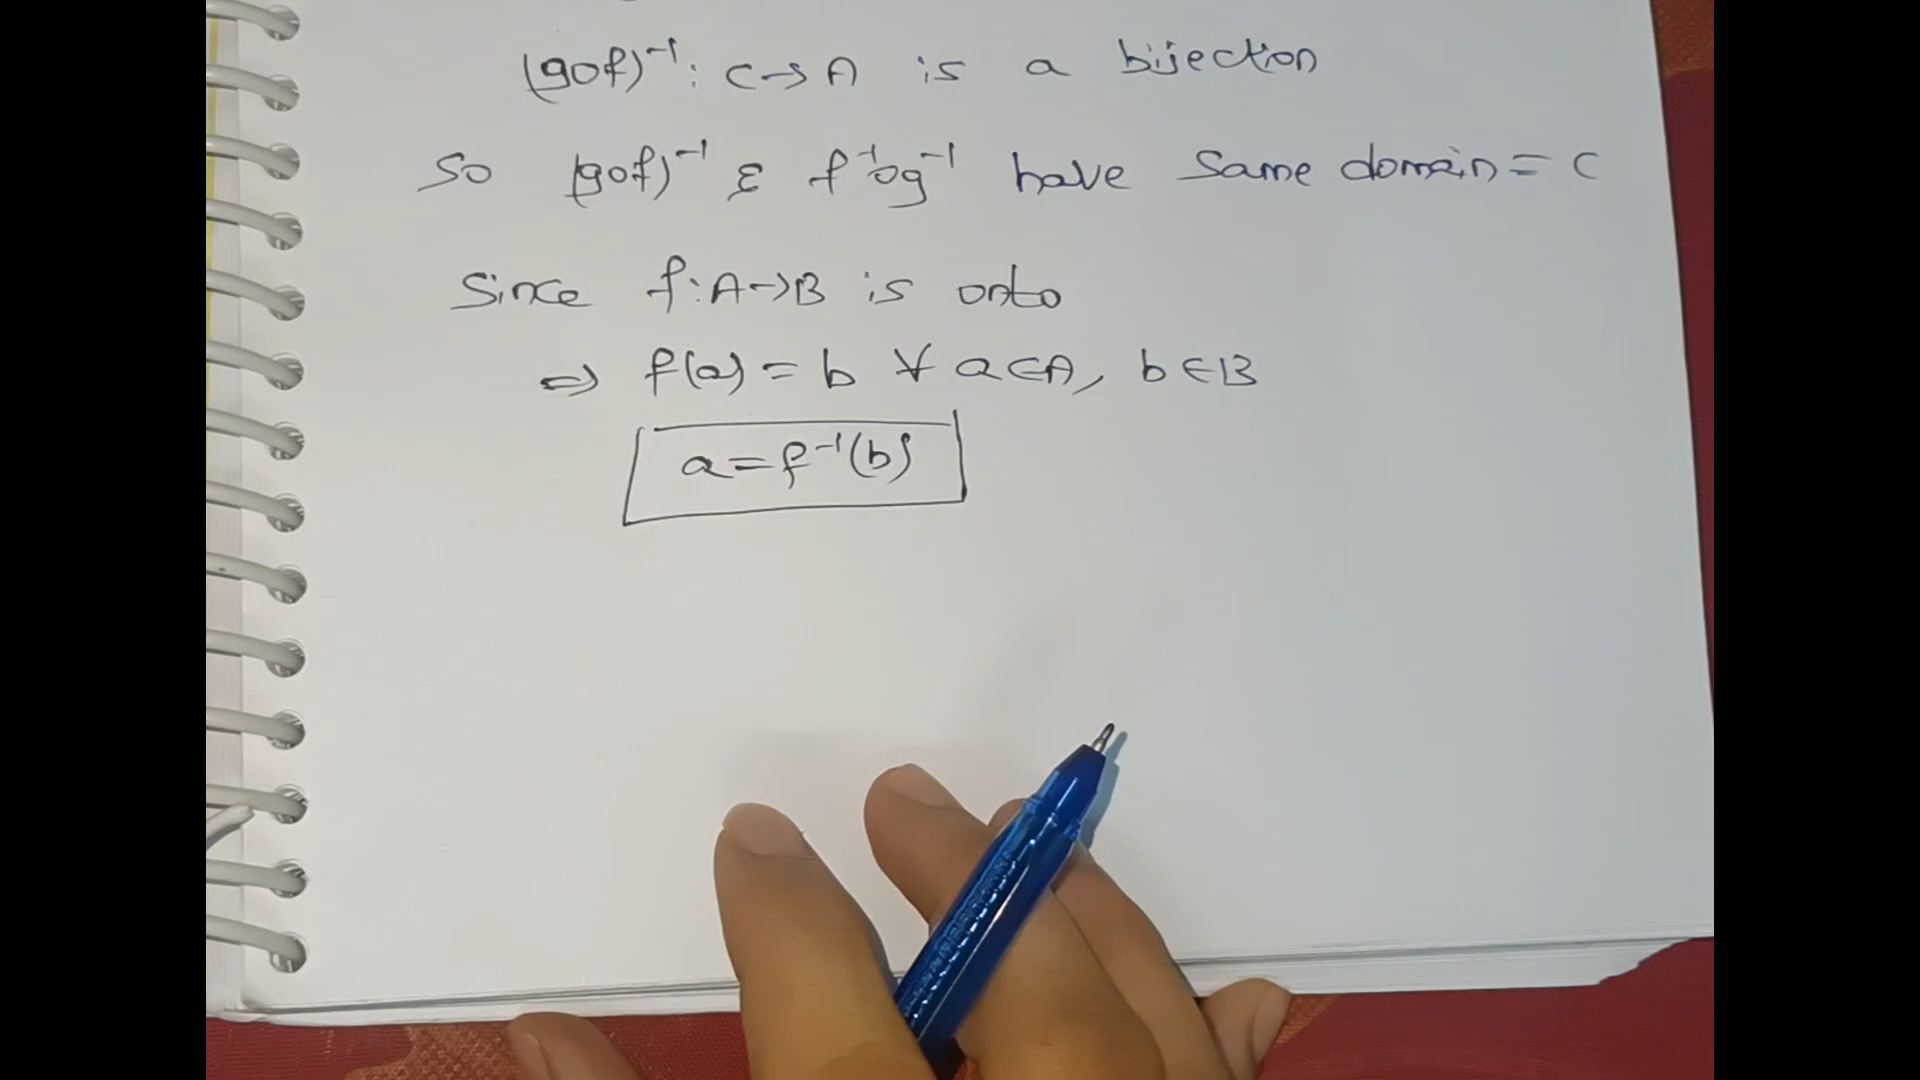 (gof)⁻¹: C→A is a bijection
So (gof)⁻¹ & f⁻¹og⁻¹ have same domain = C
Since f: A→B is onto
⇒ f(a) = b ∀ a∈A, b∈B
a = f⁻¹(b)